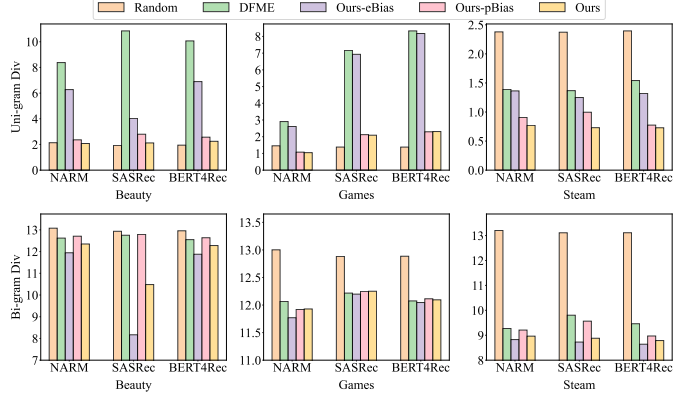 Random DFME Ours-eBias Ours-pBias Ours
Uni-gram Div
10
8
6
4
2
0
NARM SASRec BERT4Rec
Beauty
8
7
6
5
4
3
2
1
0
NARM SASRec BERT4Rec
Games
2.5
2.0
1.5
1.0
0.5
0.0
NARM SASRec BERT4Rec
Steam
Bi-gram Div
13
12
11
10
9
8
7
NARM SASRec BERT4Rec
Beauty
13.5
13.0
12.5
12.0
11.5
11.0
NARM SASRec BERT4Rec
Games
13
12
11
10
9
8
NARM SASRec BERT4Rec
Steam